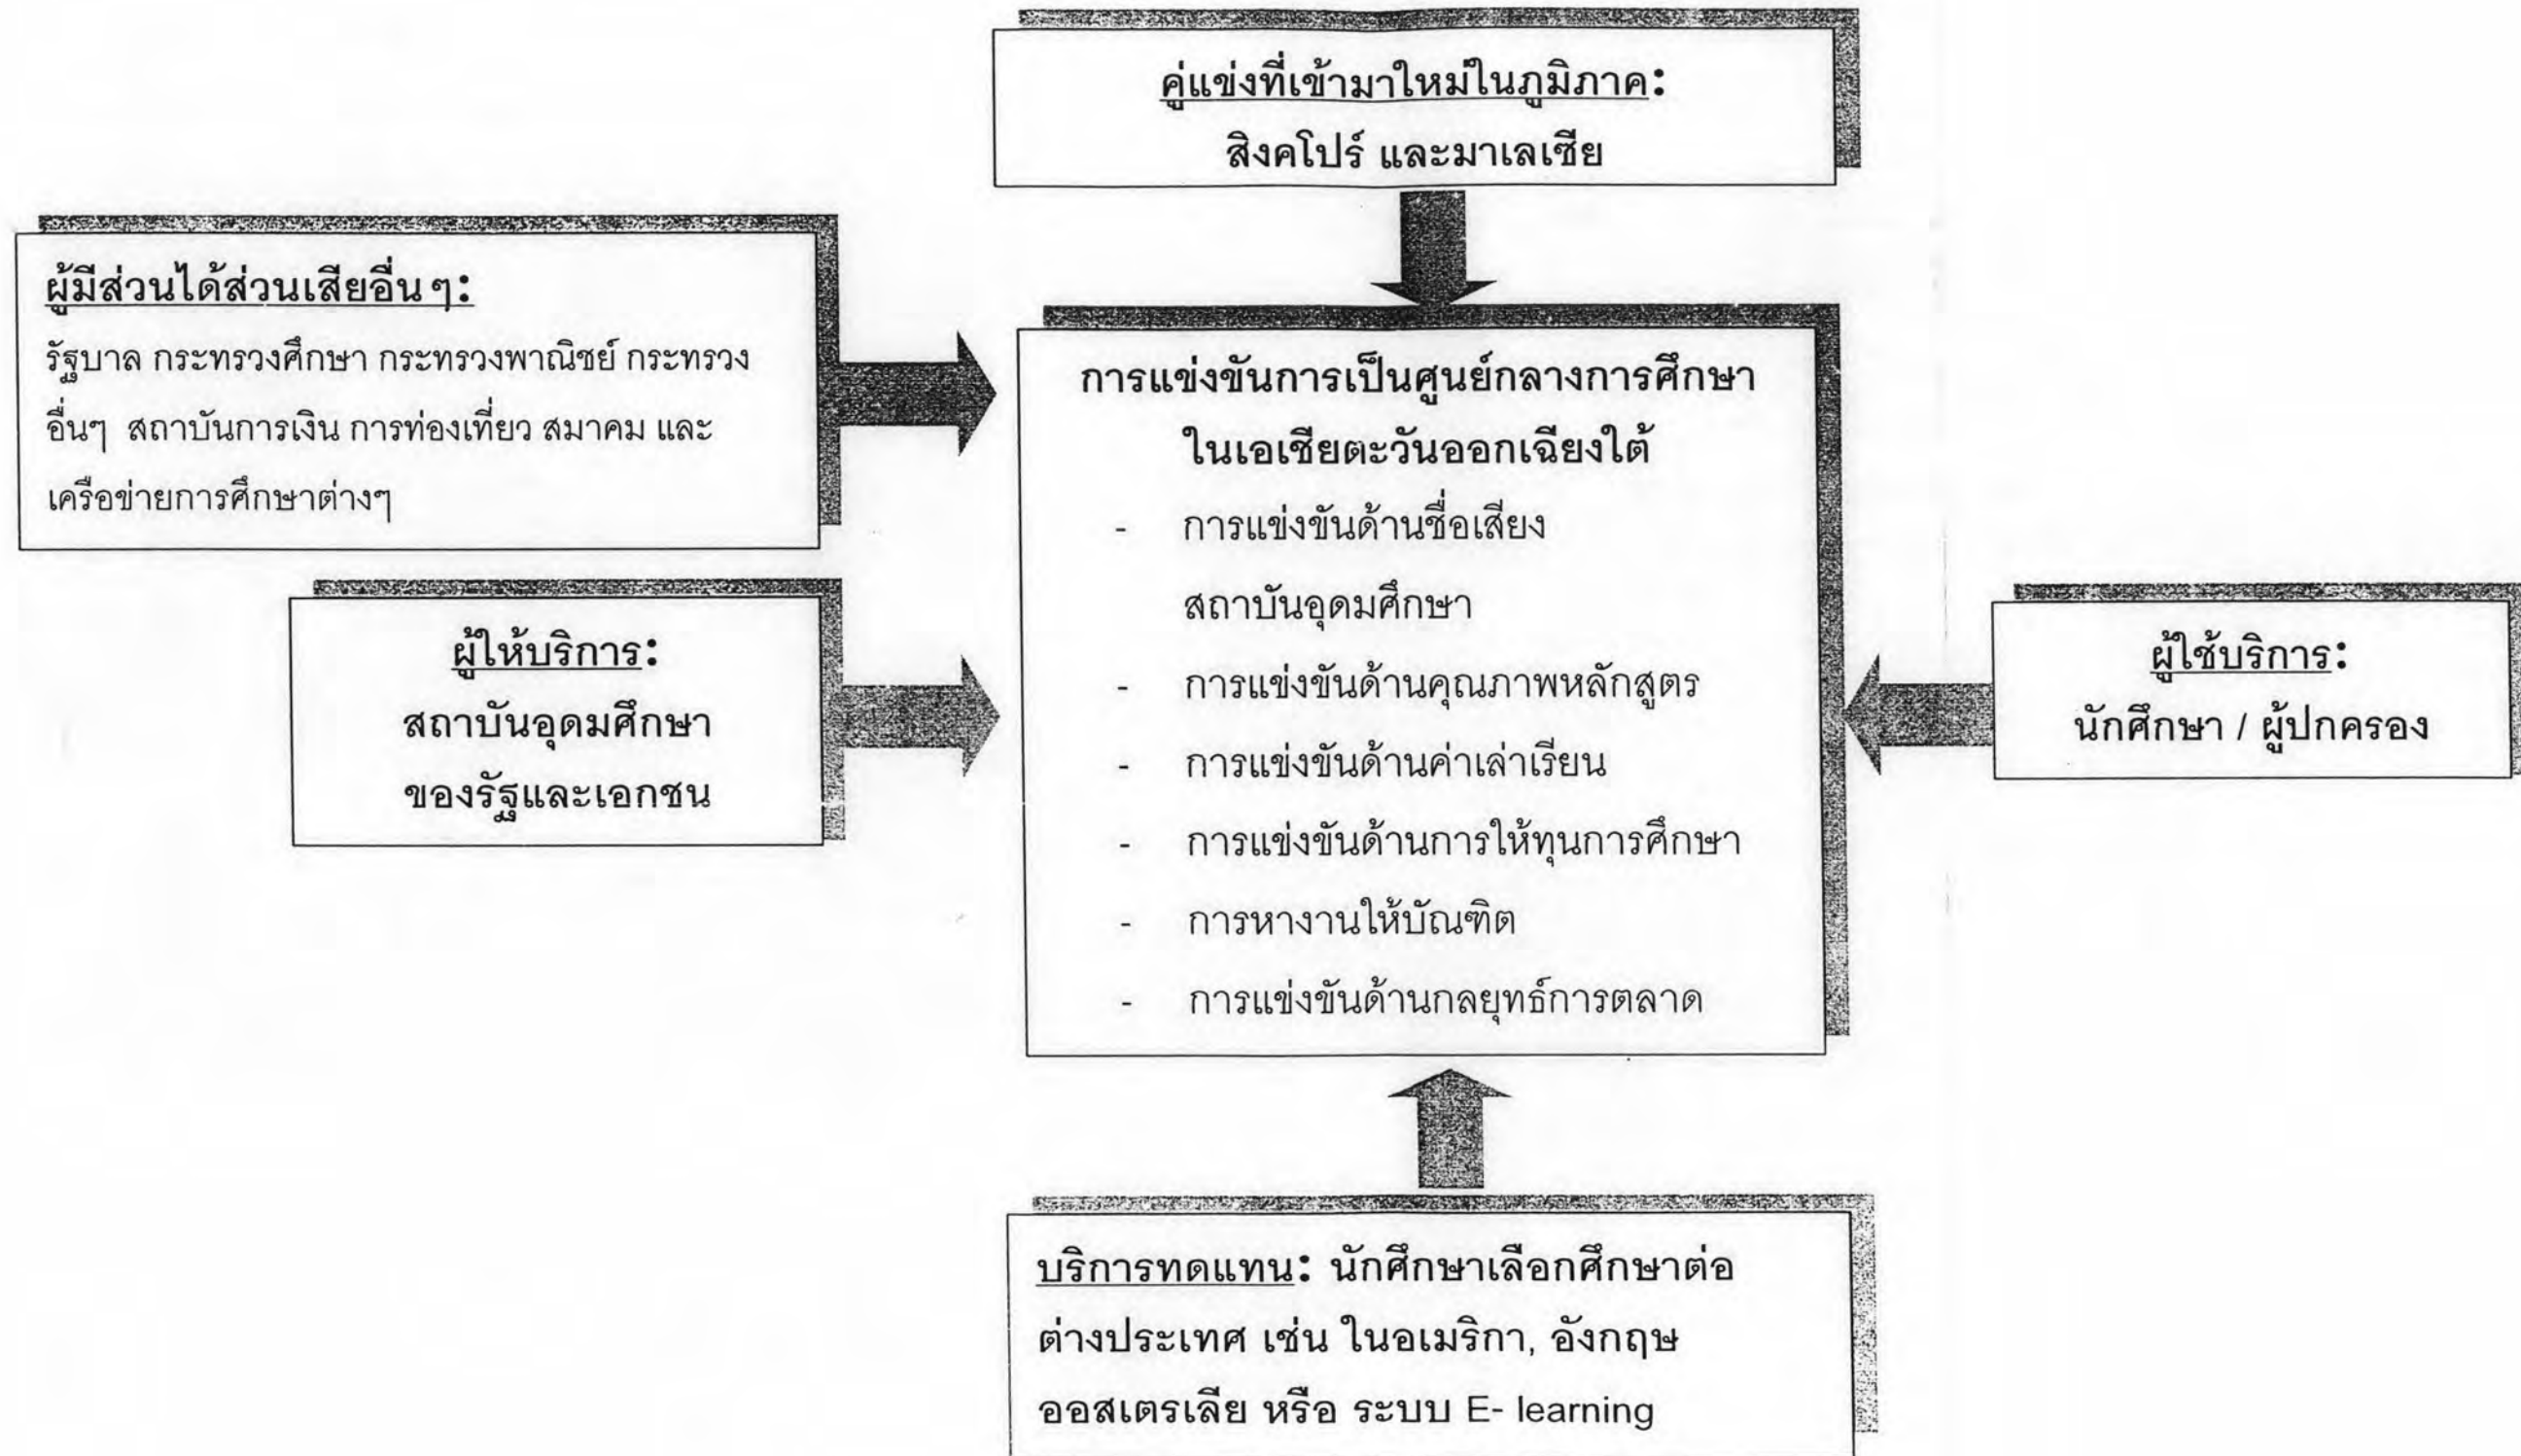 คู่แข่งที่เข้ามาใหม่ในภูมิภาค:
สิงคโปร์ และมาเลเซีย
ผู้มีส่วนได้ส่วนเสียอื่นๆ:
รัฐบาล กระทรวงศึกษา กระทรวงพาณิชย์ กระทรวง
อื่นๆ สถาบันการเงิน การท่องเที่ยว สมาคม และ
เครือข่ายการศึกษาต่างๆ
ผู้ให้บริการ:
สถาบันอุดมศึกษา
ของรัฐและเอกชน
การแข่งขันการเป็นศูนย์กลางการศึกษา
ในเอเชียตะวันออกเฉียงใต้
- การแข่งขันด้านชื่อเสียง
สถาบันอุดมศึกษา
- การแข่งขันด้านคุณภาพหลักสูตร
- การแข่งขันด้านค่าเล่าเรียน
- การแข่งขันด้านการให้ทุนการศึกษา
- การหางานให้บัณฑิต
- การแข่งขันด้านกลยุทธ์การตลาด
ผู้ใช้บริการ:
นักศึกษา / ผู้ปกครอง
บริการทดแทน: นักศึกษาเลือกศึกษาต่อ
ต่างประเทศ เช่น ในอเมริกา, อังกฤษ
ออสเตรเลีย หรือ ระบบ E- learning